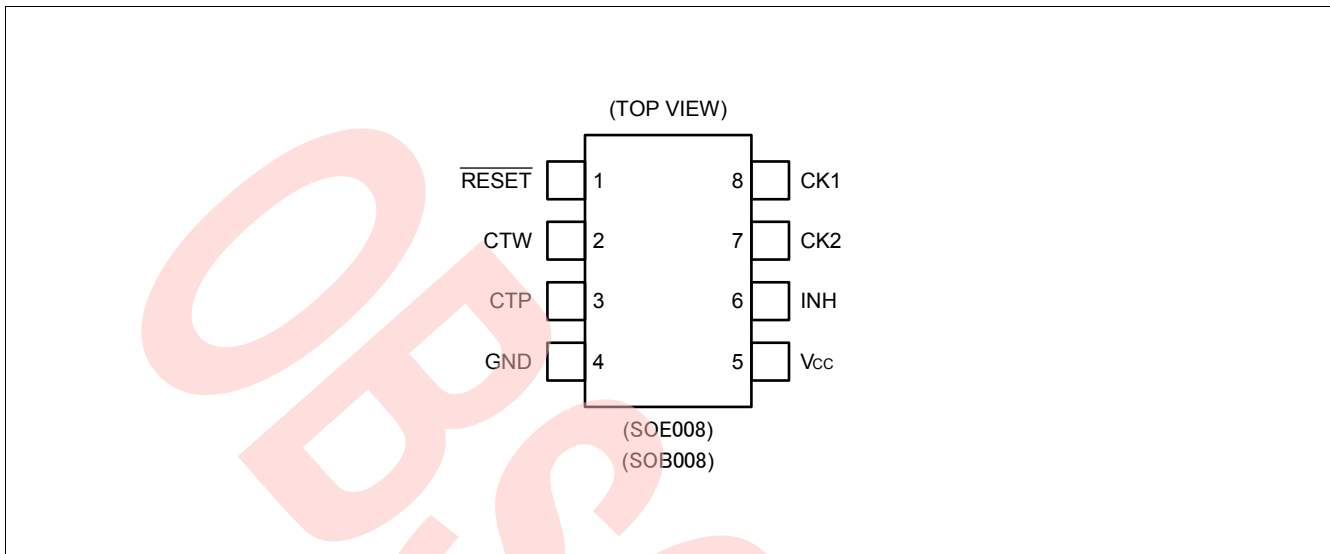 (TOP VIEW)
RESET 1 8 CK1
CTW 2 7 CK2
CTP 3 6 INH
GND 4 5 Vcc
(SOE008)
(SOB008)